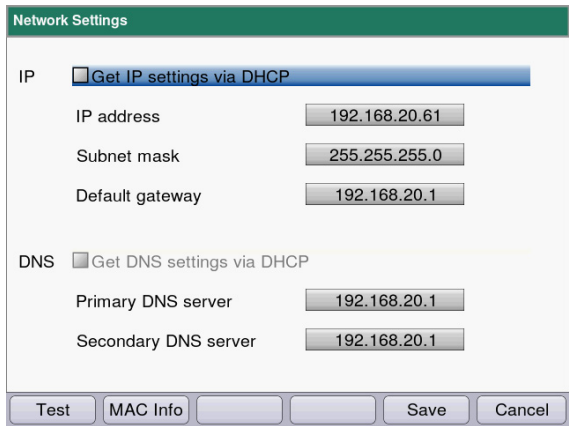 Network Settings
IP Get IP settings via DHCP
IP address 192.168.20.61
Subnet mask 255.255.255.0
Default gateway 192.168.20.1
DNS Get DNS settings via DHCP
Primary DNS server 192.168.20.1
Secondary DNS server 192.168.20.1
Test MAC Info Save Cancel